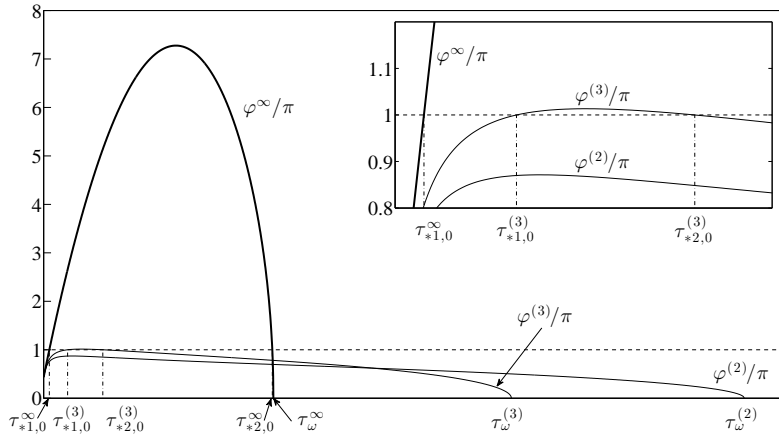 8
7
6
5
4
3
2
1
0
φ^∞/π
1.1
1
0.9
0.8
φ^∞/π
φ^(3)/π
φ^(2)/π
τ^∞_{*1,0}
τ^(3)_{*1,0}
τ^(3)_{*2,0}
φ^(3)/π
φ^(2)/π
τ^∞_{*1,0}
τ^(3)_{*1,0}
τ^(3)_{*2,0}
τ^∞_{*2,0}
τ^∞_ω
τ^(3)_ω
τ^(2)_ω